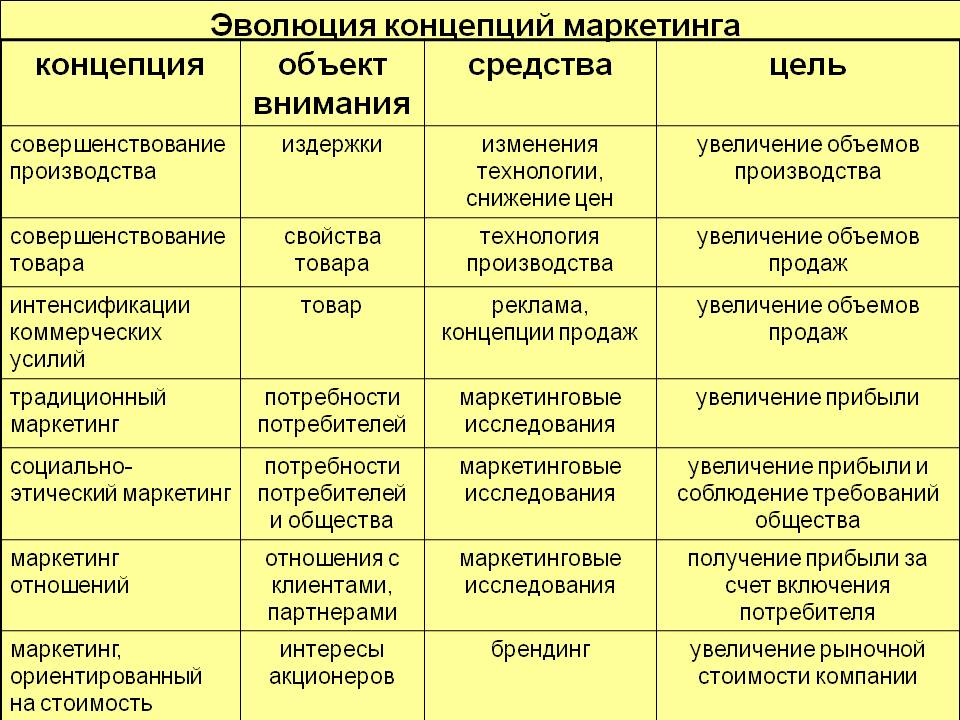 Эволюция концепций маркетинга
концепция
объект
внимания
средства
цель
совершенствование
производства
издержки
изменения
технологии,
снижение цен
увеличение объемов
производства
совершенствование
товара
свойства
товара
технология
производства
увеличение объемов
продаж
интенсификации
коммерческих
усилий
товар
реклама,
концепции продаж
увеличение объемов
продаж
традиционный
маркетинг
потребности
потребителей
маркетинговые
исследования
увеличение прибыли
социально-
этический маркетинг
потребности
потребителей
и общества
маркетинговые
исследования
увеличение прибыли и
соблюдение требований
общества
маркетинг
отношений
отношения с
клиентами,
партнерами
маркетинговые
исследования
получение прибыли за
счет включения
потребителя
маркетинг,
ориентированный
на стоимость
интересы
акционеров
брендинг
увеличение рыночной
стоимости компании